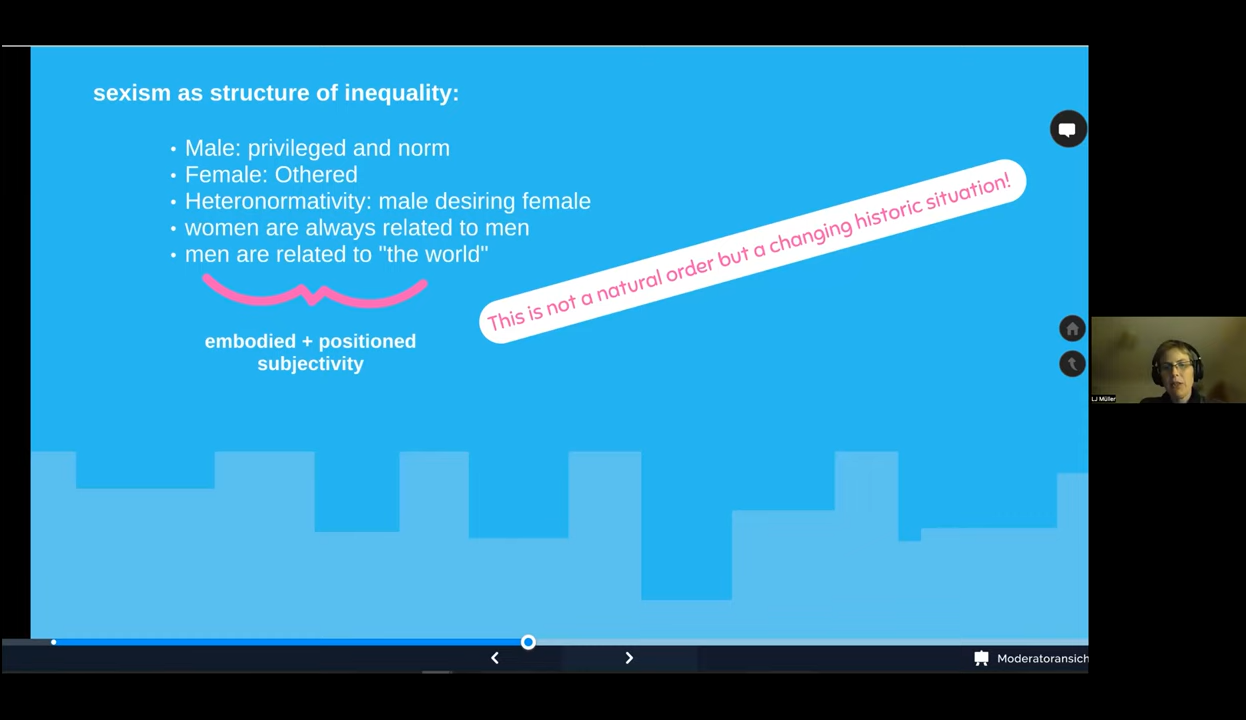 sexism as structure of inequality:
• Male: privileged and norm
• Female: Othered
• Heteronormativity: male desiring female
• women are always related to men
• men are related to "the world"
This is not a natural order but a changing historic situation!
embodied + positioned
subjectivity
LJ Müller
Moderatoransich